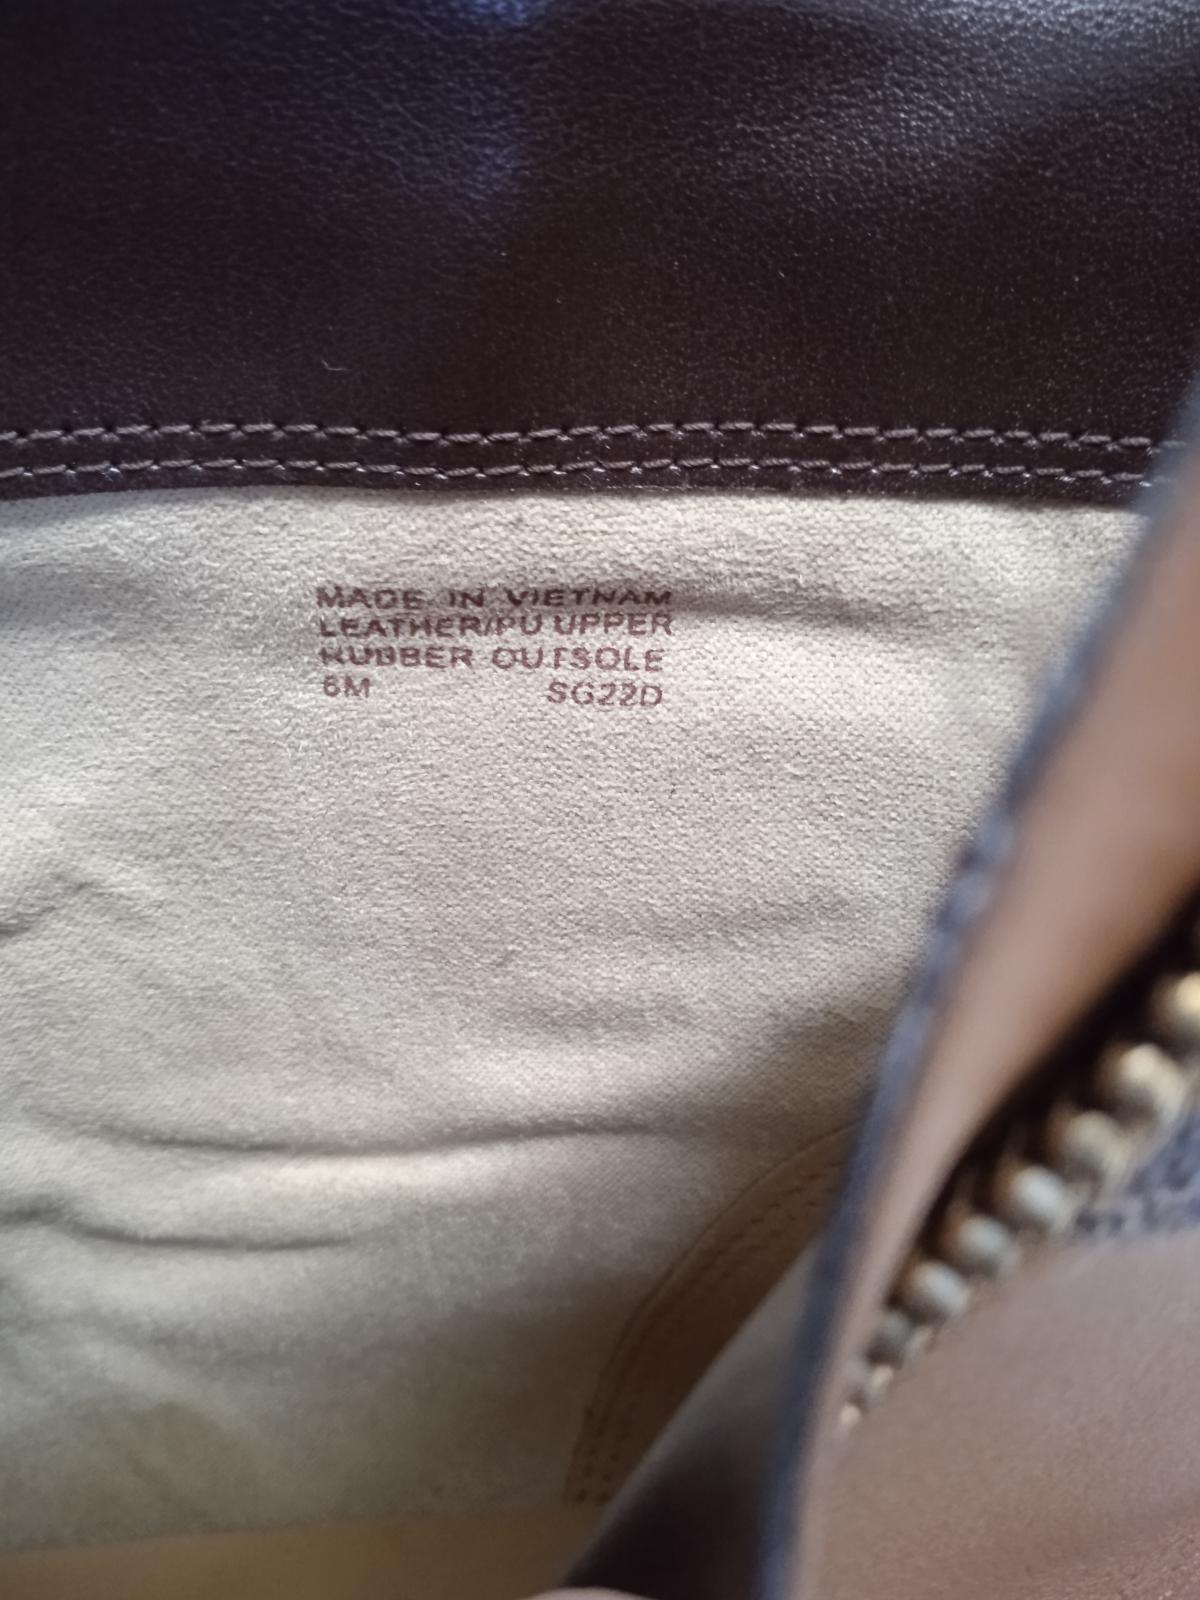 MADE IN VIETNAM
LEATHER/PU UPPER
RUBBER OUTSOLE
6M SG22D